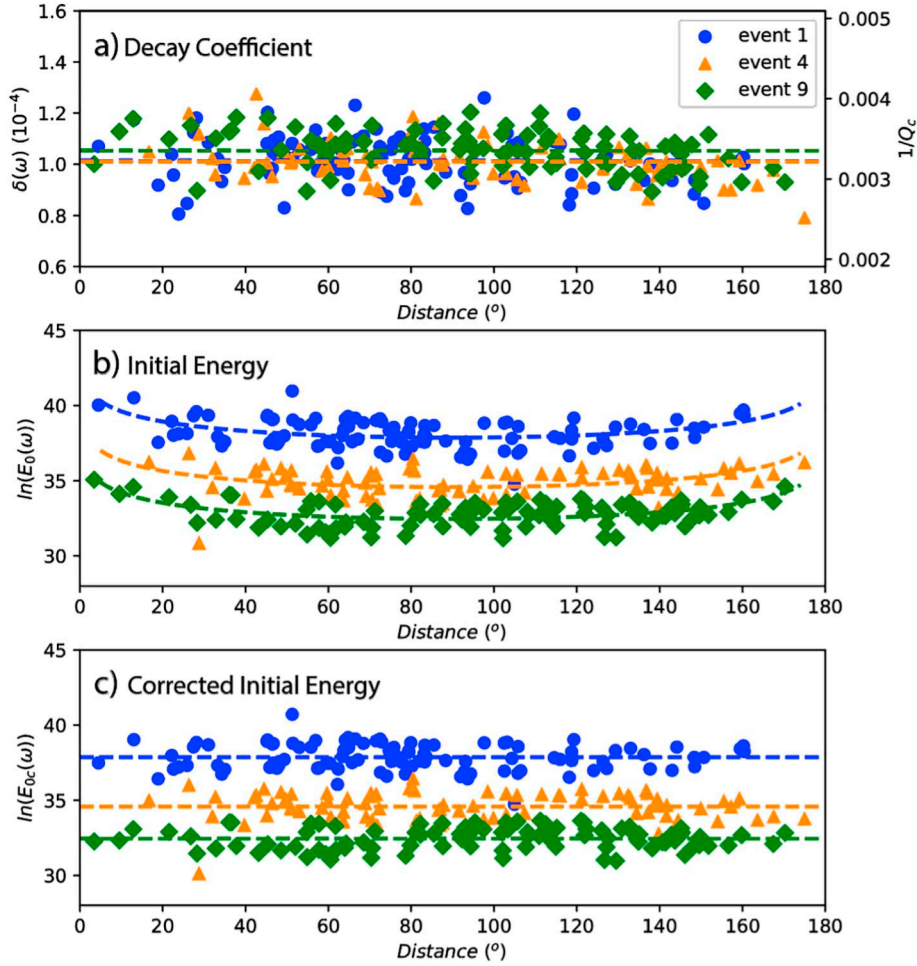 a) Decay Coefficient
event 1
event 4
event 9
δ(ω) (10⁻⁴)
1.6
1.4
1.2
1.0
0.8
0.6
1/Q_c
0.005
0.004
0.003
0.002
0 20 40 60 80 100 120 140 160 180
Distance (°)
b) Initial Energy
ln(E₀(ω))
45
40
35
30
0 20 40 60 80 100 120 140 160 180
Distance (°)
c) Corrected Initial Energy
ln(E₀c(ω))
45
40
35
30
0 20 40 60 80 100 120 140 160 180
Distance (°)